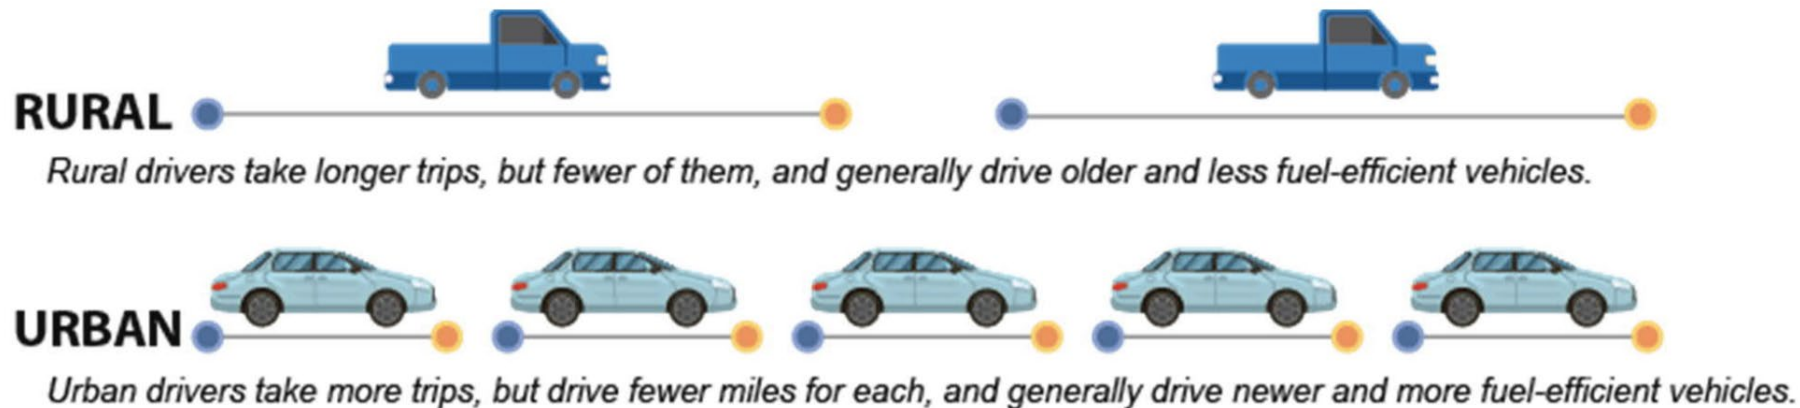 RURAL
Rural drivers take longer trips, but fewer of them, and generally drive older and less fuel-efficient vehicles.
URBAN
Urban drivers take more trips, but drive fewer miles for each, and generally drive newer and more fuel-efficient vehicles.